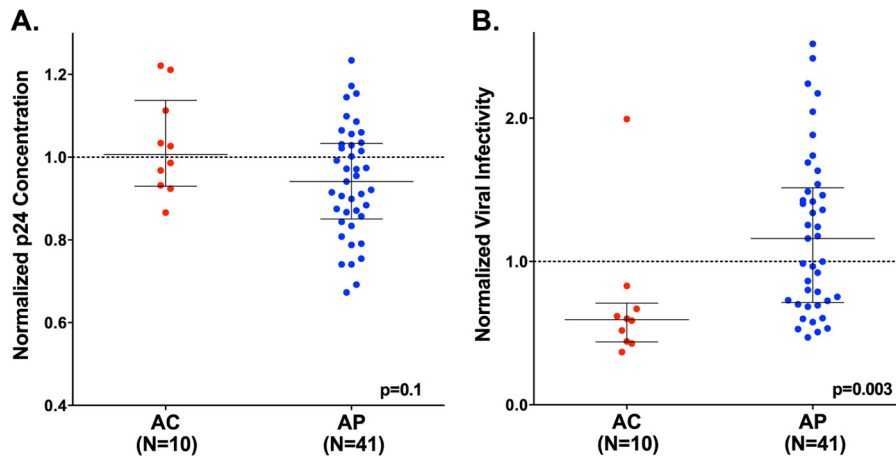 A.
Normalized p24 Concentration
1.2
1.0
0.8
0.6
0.4
p=0.1
AC
(N=10)
AP
(N=41)
B.
Normalized Viral Infectivity
2.0
1.0
0.0
p=0.003
AC
(N=10)
AP
(N=41)